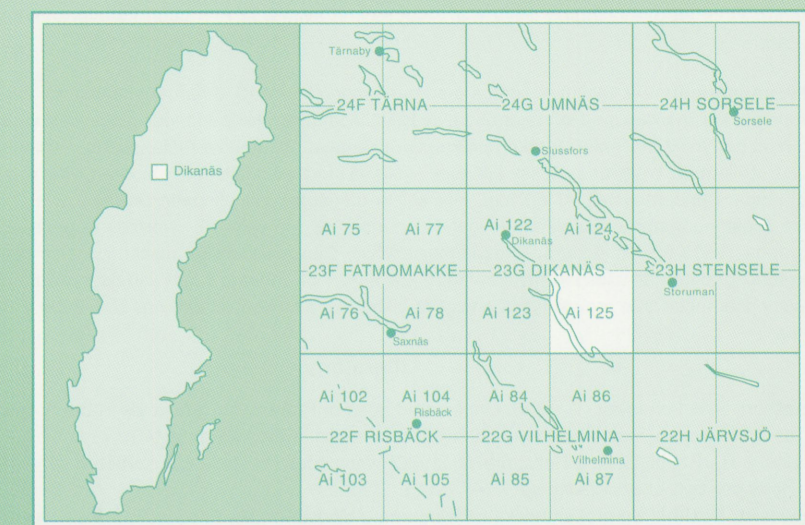 Dikanäs
Tärnaby
24F TÄRNA 24G UMNÄS 24H SORSELE
Sorsele
Slussfors
Ai 75 Ai 77 Ai 122 Ai 124
Dikanäs
23F FATMOMAKKE 23G DIKANÄS 23H STENSELE
Storuman
Ai 76 Ai 78 Ai 123 Ai 125
Saxnäs
Ai 102 Ai 104 Ai 84 Ai 86
Risbäck
22F RISBÄCK 22G VILHELMINA 22H JÄRVSJÖ
Vilhelmina
Ai 103 Ai 105 Ai 85 Ai 87